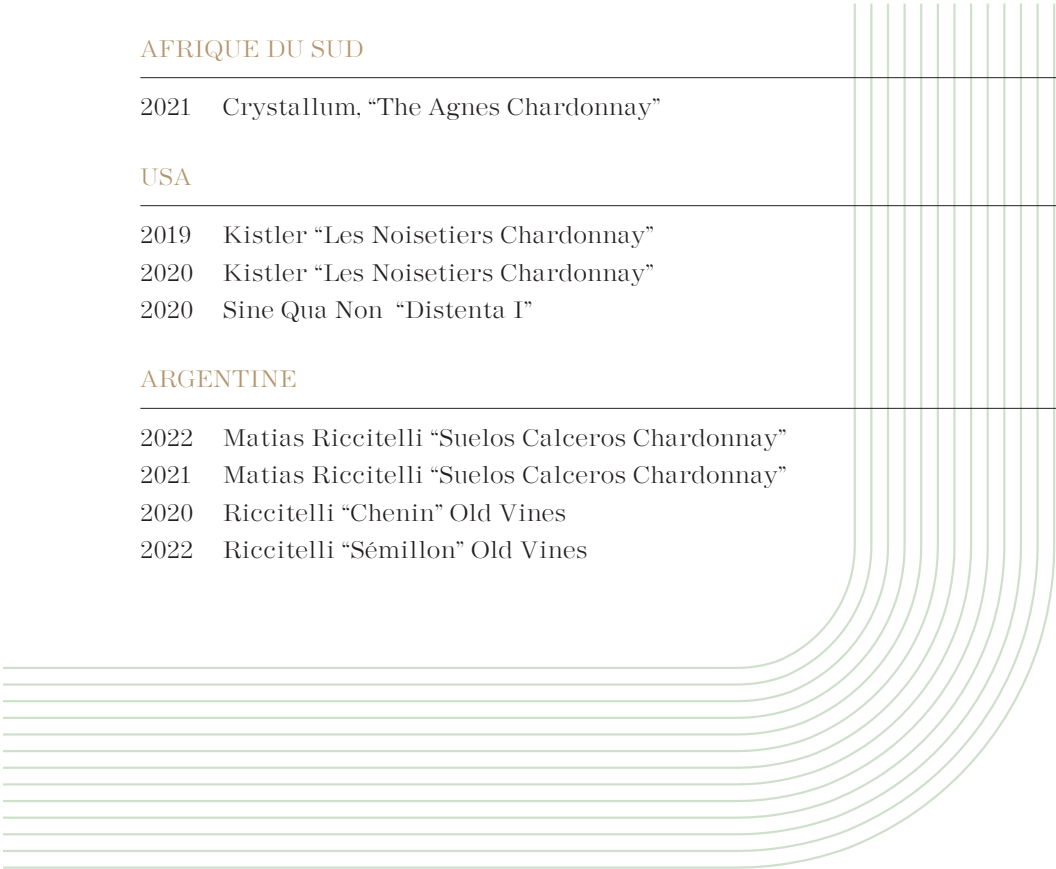 AFRIQUE DU SUD
2021 Crystallum, “The Agnes Chardonnay”
USA
2019 Kistler “Les Noisetiers Chardonnay”
2020 Kistler “Les Noisetiers Chardonnay”
2020 Sine Qua Non “Distenta I”
ARGENTINE
2022 Matias Riccitelli “Suelos Calceros Chardonnay”
2021 Matias Riccitelli “Suelos Calceros Chardonnay”
2020 Riccitelli “Chenin” Old Vines
2022 Riccitelli “Sémillon” Old Vines